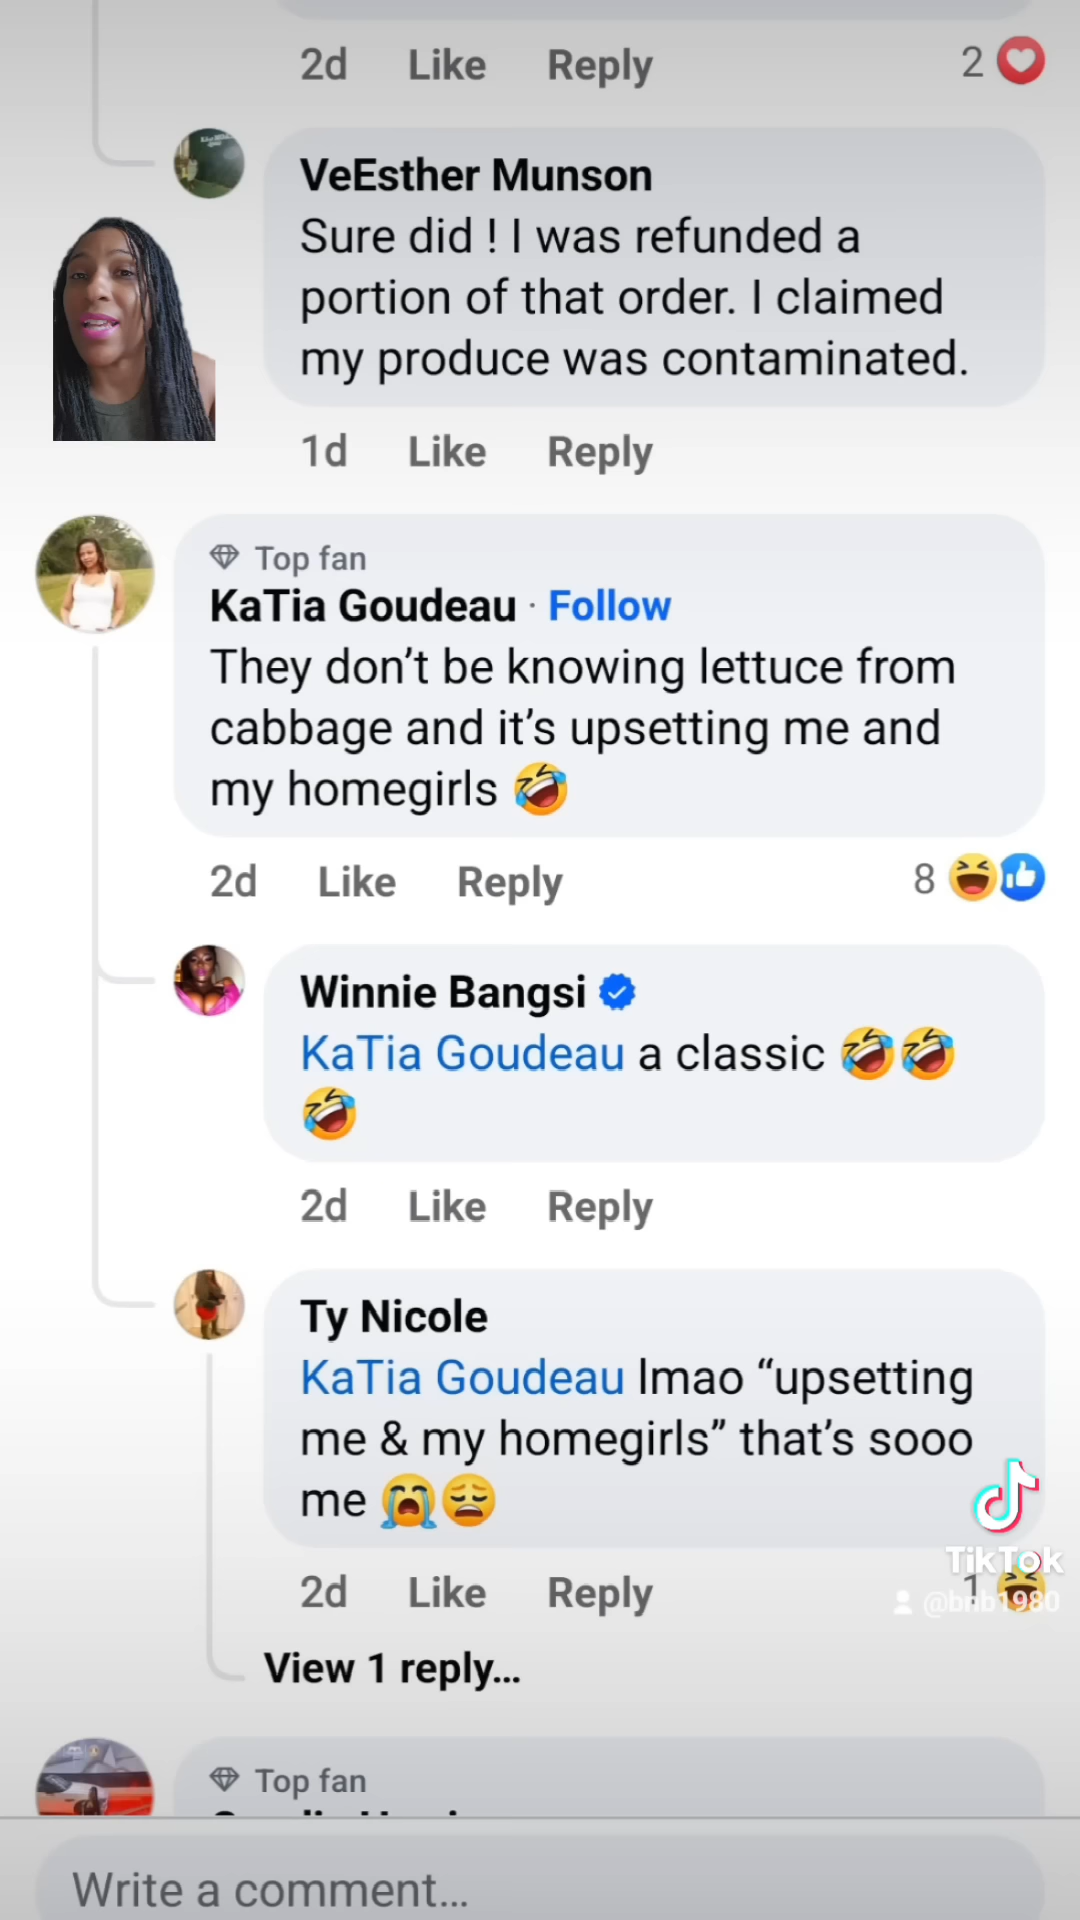 2d Like Reply 2
VeEsther Munson
Sure did ! I was refunded a
portion of that order. I claimed
my produce was contaminated.
1d Like Reply
Top fan
KaTia Goudeau · Follow
They don’t be knowing lettuce from
cabbage and it’s upsetting me and
my homegirls 🤣
2d Like Reply 8
Winnie Bangsi
KaTia Goudeau a classic 🤣🤣
🤣
2d Like Reply
Ty Nicole
KaTia Goudeau lmao “upsetting
me & my homegirls” that’s sooo
me 😭😩
TikTok
2d Like Reply 1
@bnb1980
View 1 reply...
Top fan
Write a comment...